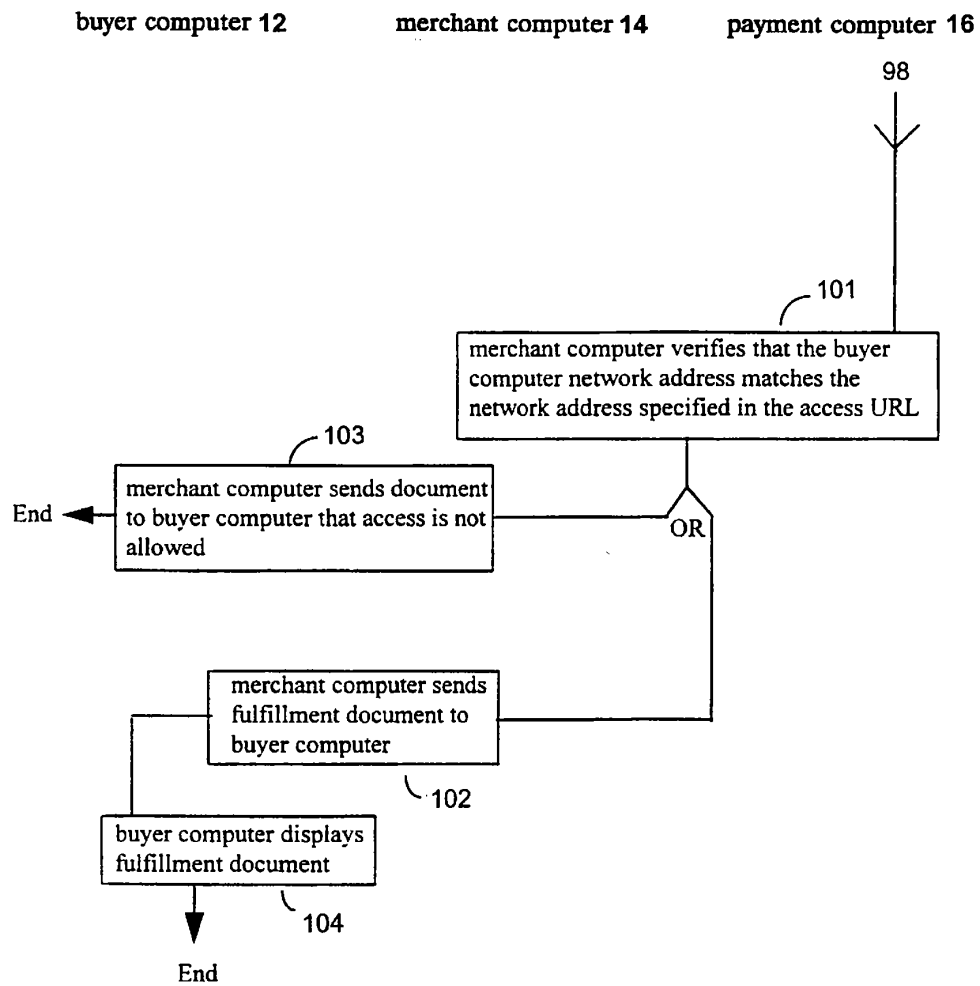 buyer computer 12 merchant computer 14 payment computer 16
98
101
merchant computer verifies that the buyer
computer network address matches the
network address specified in the access URL
103
merchant computer sends document
to buyer computer that access is not
allowed
End
OR
merchant computer sends
fulfillment document to
buyer computer
102
buyer computer displays
fulfillment document
104
End